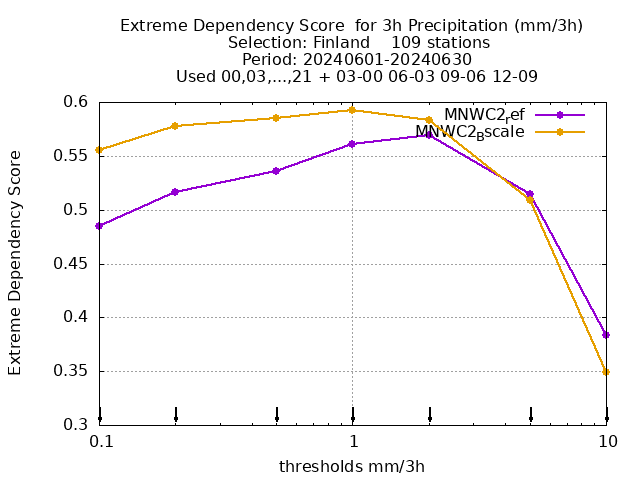 Extreme Dependency Score  for 3h Precipitation (mm/3h)
Selection: Finland    109 stations
Period: 20240601-20240630
Used 00,03,...,21 + 03-00 06-03 09-06 12-09
MNWC2_ref
MNWC2_Bscale
0.6
0.55
0.5
0.45
0.4
0.35
0.3
Extreme Dependency Score
0.1
1
10
thresholds mm/3h